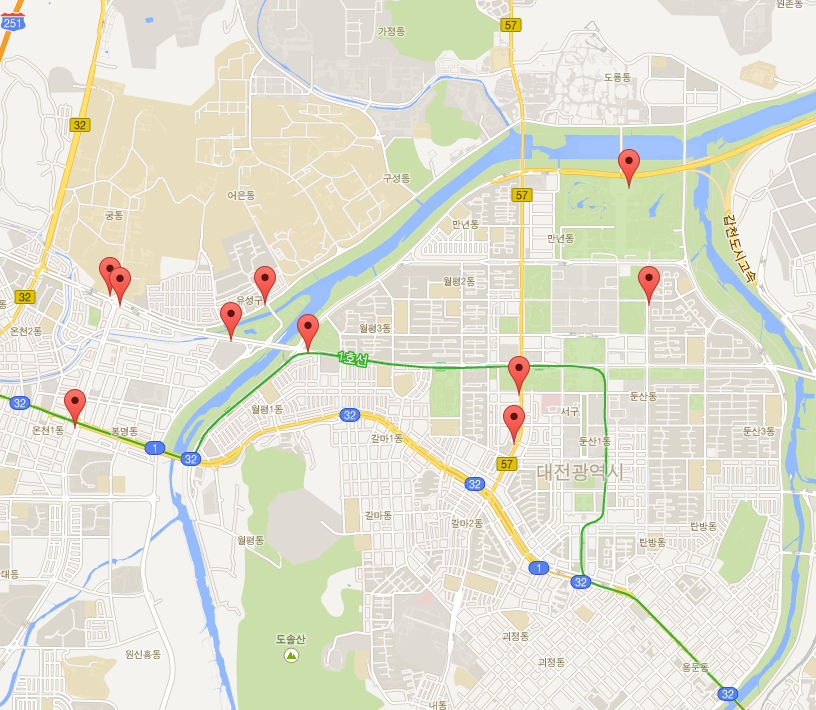 원촌동
251
57
가정동
도룡동
32
구성동
어은동
57
궁동
만년동
만년동
갑천도시고속
월평2동
32
유성구
온천2동
월평3동
1호선
32
월평1동
32
서구
둔산동
온천1동
봉명동
갈마1동
둔산1동
둔산3동
1
32
57
대전광역시
32
갈마동
갈마2동
탄방동
월평동
탄방동
1
32
대동
도솔산
괴정동
원신흥동
괴정동
용문동
32
내동